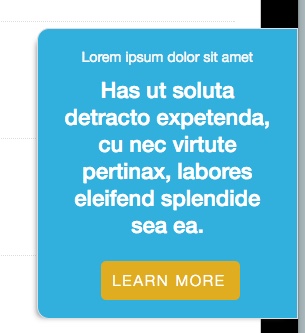 Lorem ipsum dolor sit amet
Has ut soluta
detracto expetenda,
cu nec virtute
pertinax, labores
eleifend splendide
sea ea.
LEARN MORE